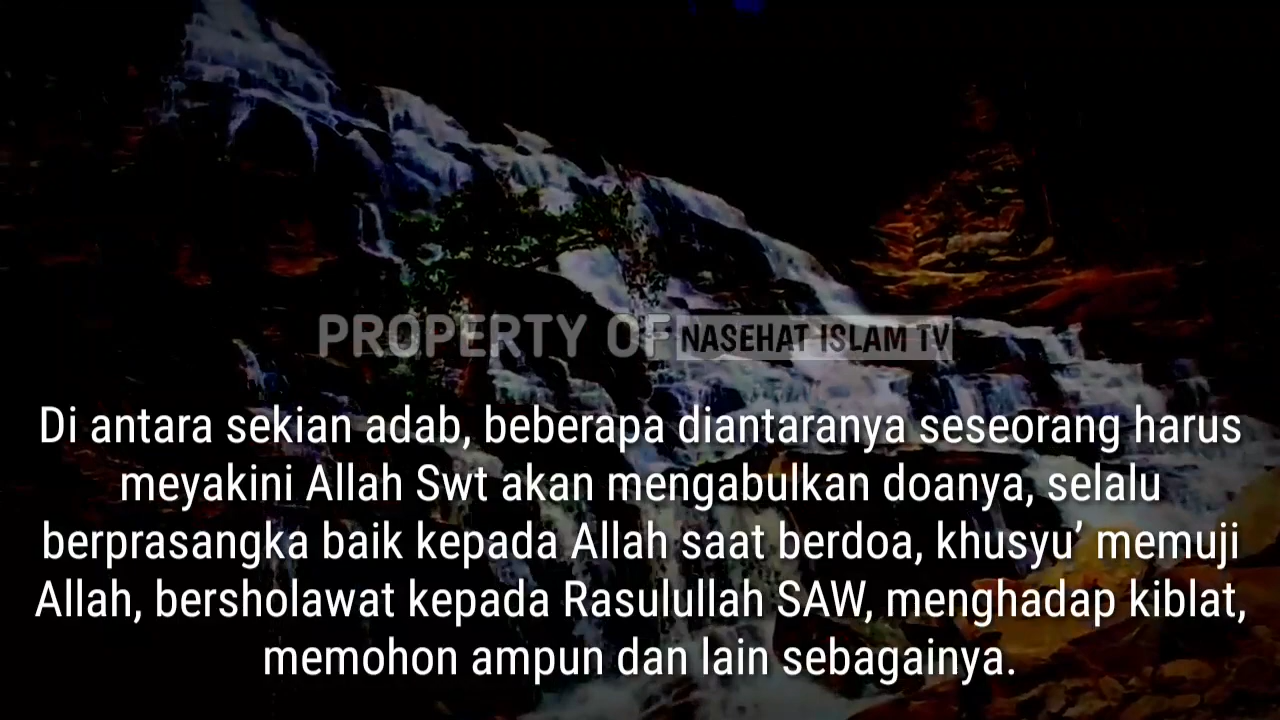 PROPERTY OF NASEHAT ISLAM TV
Di antara sekian adab, beberapa diantaranya seseorang harus
meyakini Allah Swt akan mengabulkan doanya, selalu
berprasangka baik kepada Allah saat berdoa, khusyu’ memuji
Allah, bersholawat kepada Rasulullah SAW, menghadap kiblat,
memohon ampun dan lain sebagainya.